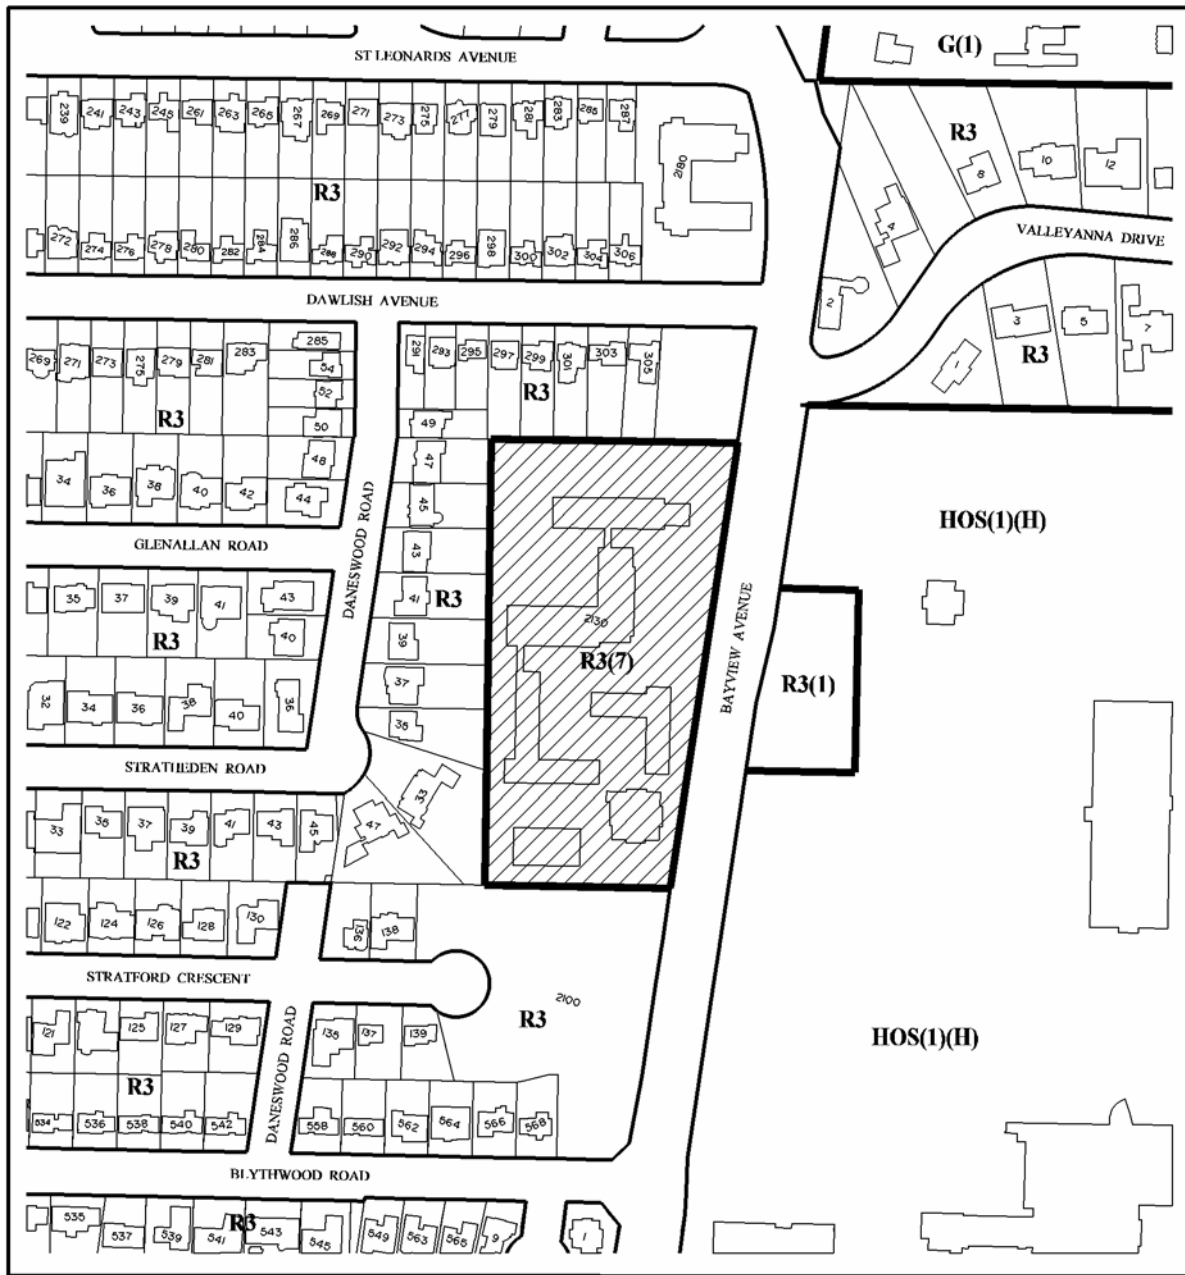 ST LEONARDS AVENUE
G(1)
239 241 243 245 261 263 265 267 269 271 273 275 277 279 281 283 285 287
2180
R3
8 10 12
R3
4
272 274 276 278 280 282 284 286 288 290 292 294 296 298 300 302 304 306
VALLEYANNA DRIVE
DAWLISH AVENUE
2
3 5 7
1
R3
269 271 273 275 279 281 283 285
54
52
50
R3
291 293 295 297 299 301 303 305
R3
49
34 36 38 40 42 44 48
47
45
GLENALLAN ROAD
DANESWOOD ROAD
HOS(1)(H)
43
41
R3
39
37
35
35 37 39 41 43
R3
40
2130
R3(7)
BAYVIEW AVENUE
R3(1)
32 34 36 38 40 36
STRATHEDEN ROAD
33
47
33 35 37 39 41 43 45
R3
122 124 126 128 130
136 138
STRATFORD CRESCENT
2100
R3
HOS(1)(H)
DANESWOOD ROAD
121 125 127 129
135 137 139
R3
534 536 538 540 542
558 560 562 564 566 568
BLYTHWOOD ROAD
R3
535 537 539 541 543 545 549 563 565 9 1